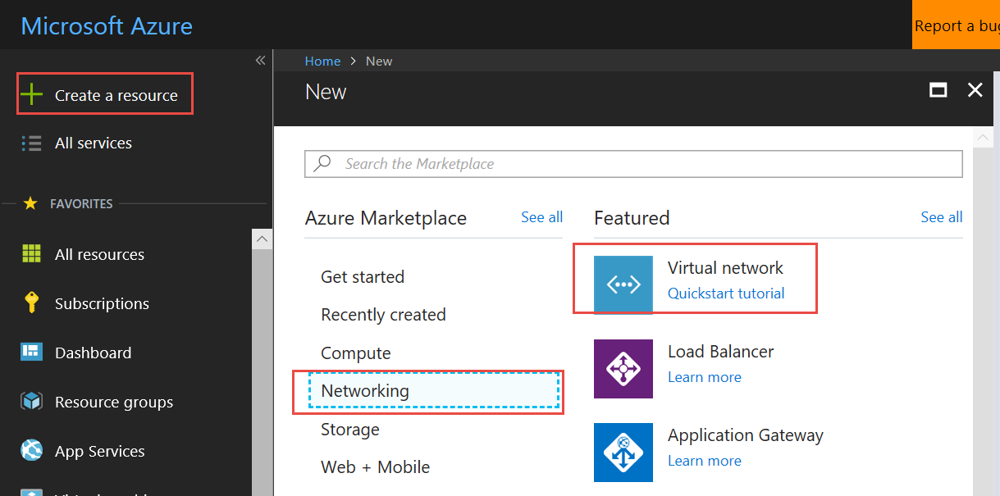 Microsoft Azure
Report a bug
Create a resource
All services
FAVORITES
All resources
Subscriptions
Dashboard
Resource groups
App Services
Home > New
New
Search the Marketplace
Azure Marketplace See all
Get started
Recently created
Compute
Networking
Storage
Web + Mobile
Featured See all
Virtual network
Quickstart tutorial
Load Balancer
Learn more
Application Gateway
Learn more